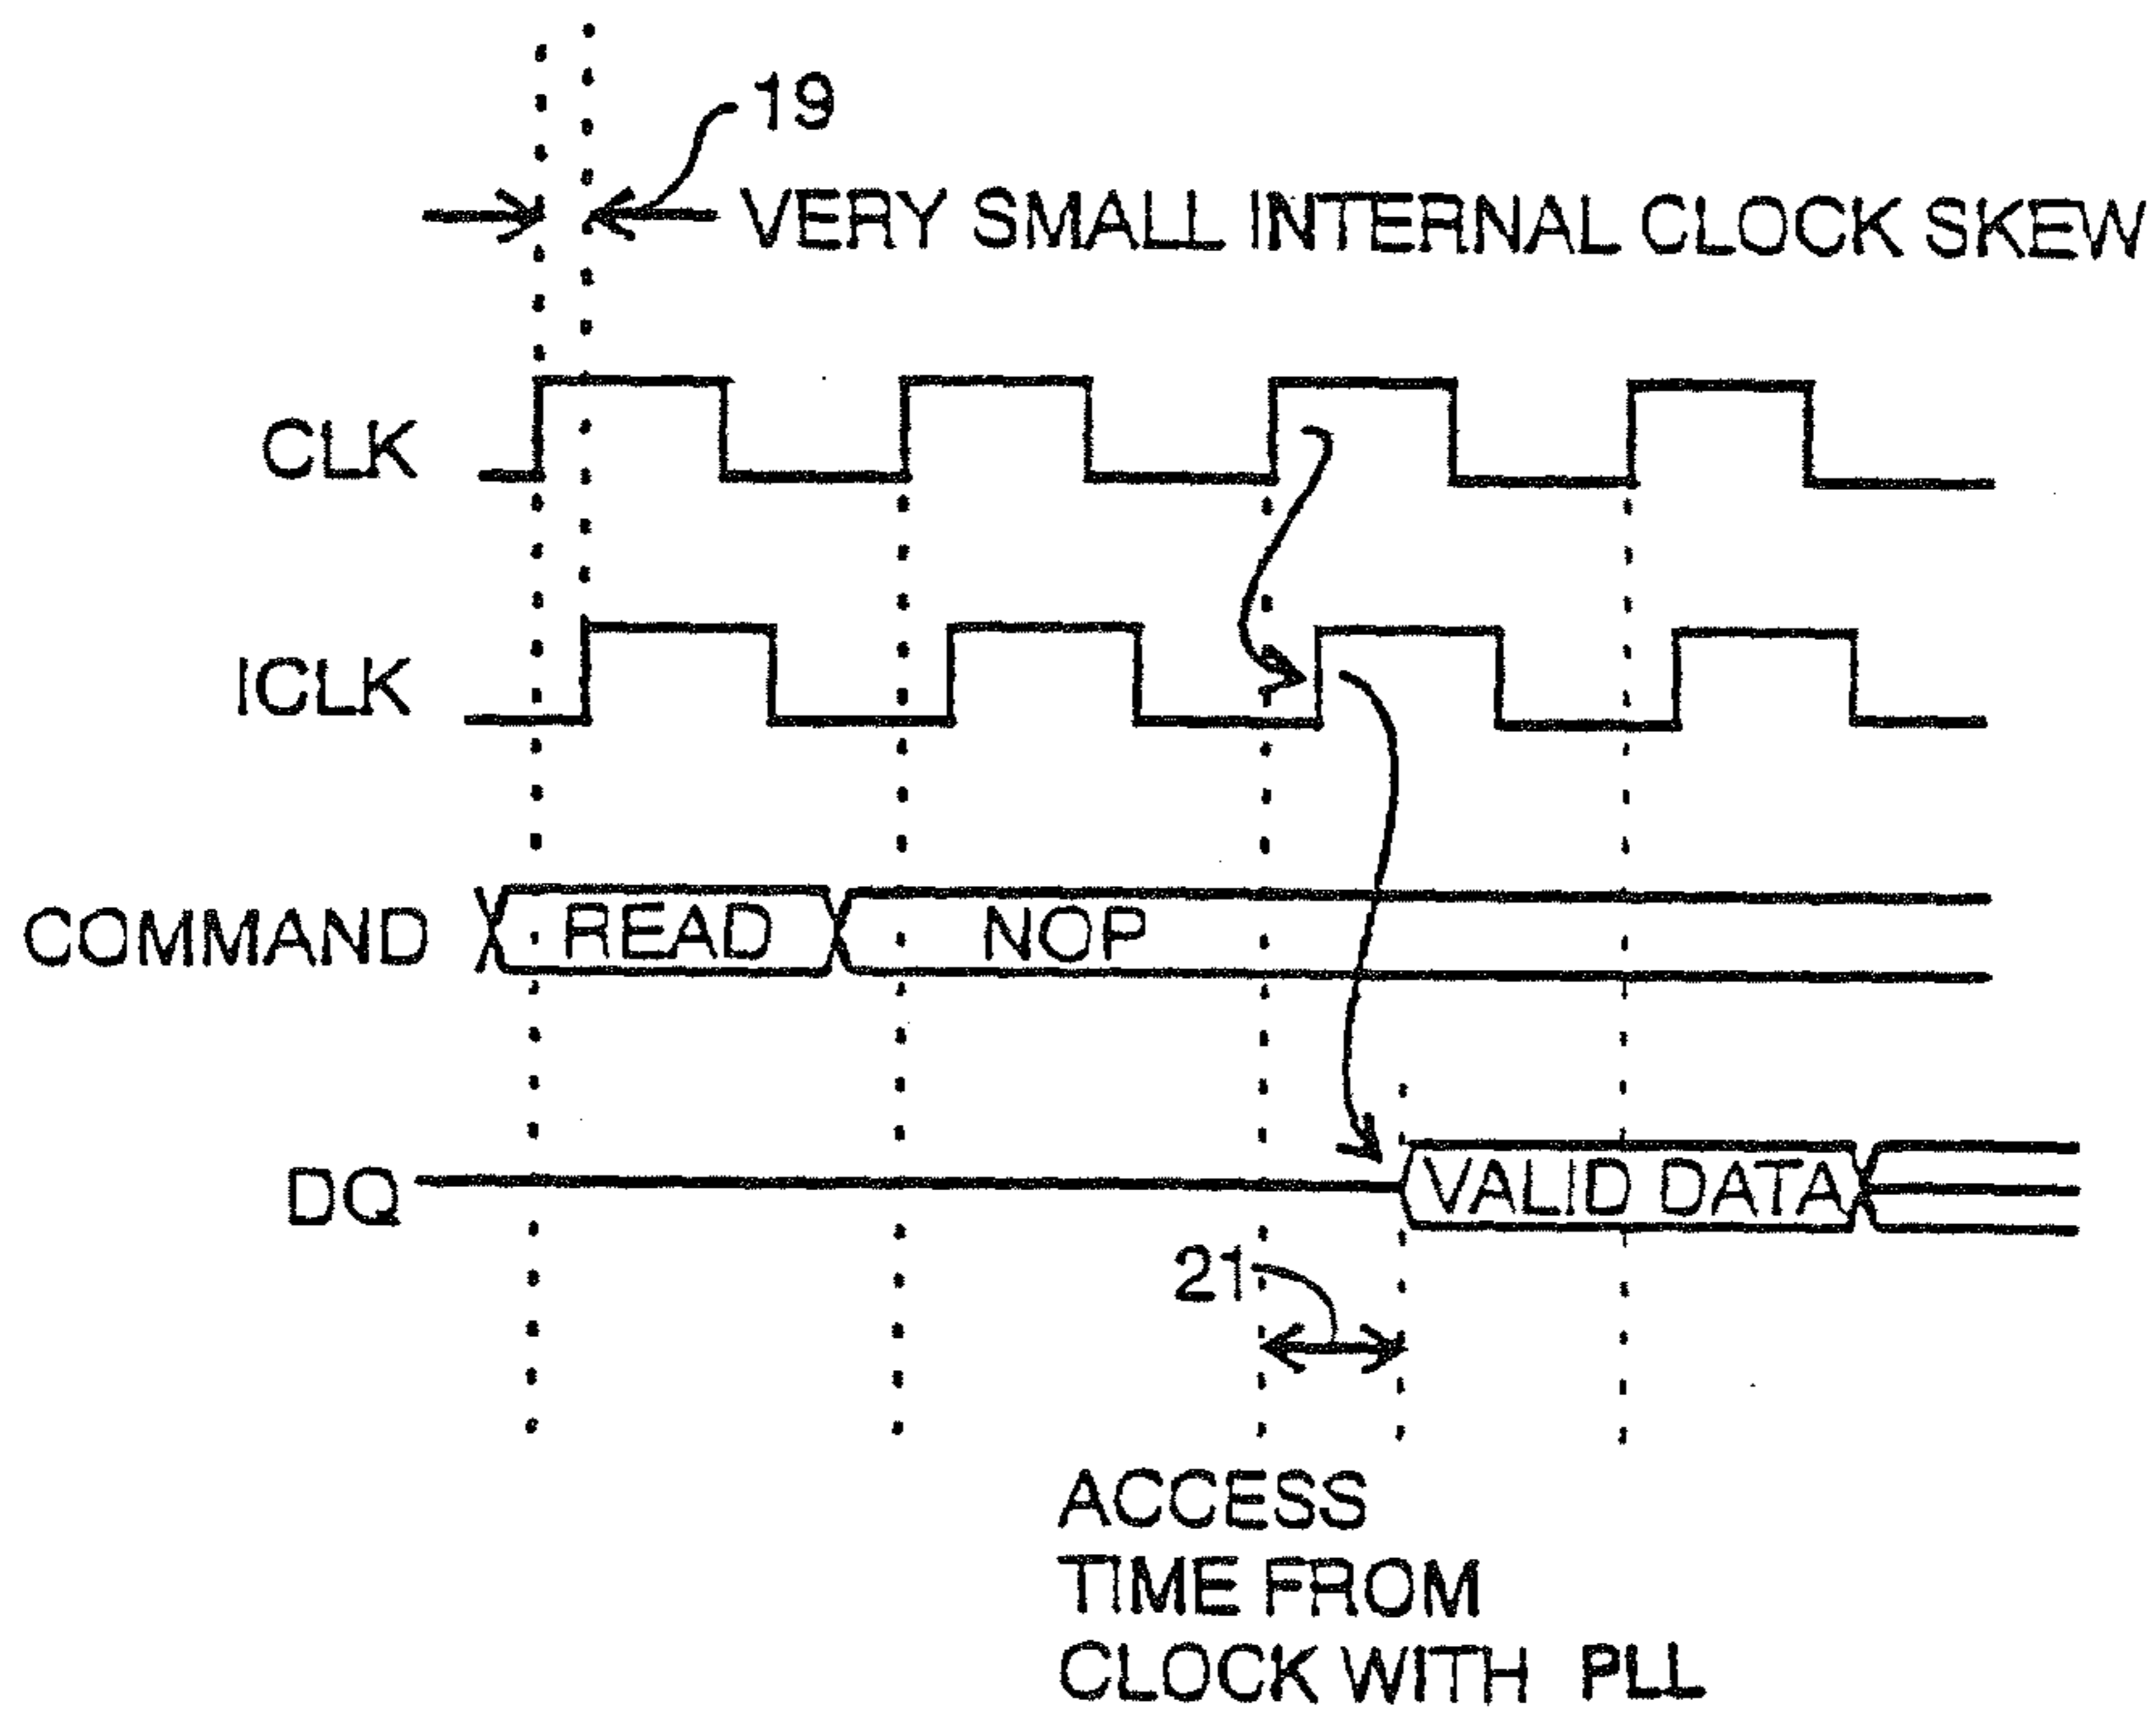 19
VERY SMALL INTERNAL CLOCK SKEW
CLK
ICLK
COMMAND READ NOP
DQ VALID DATA
21
ACCESS
TIME FROM
CLOCK WITH PLL